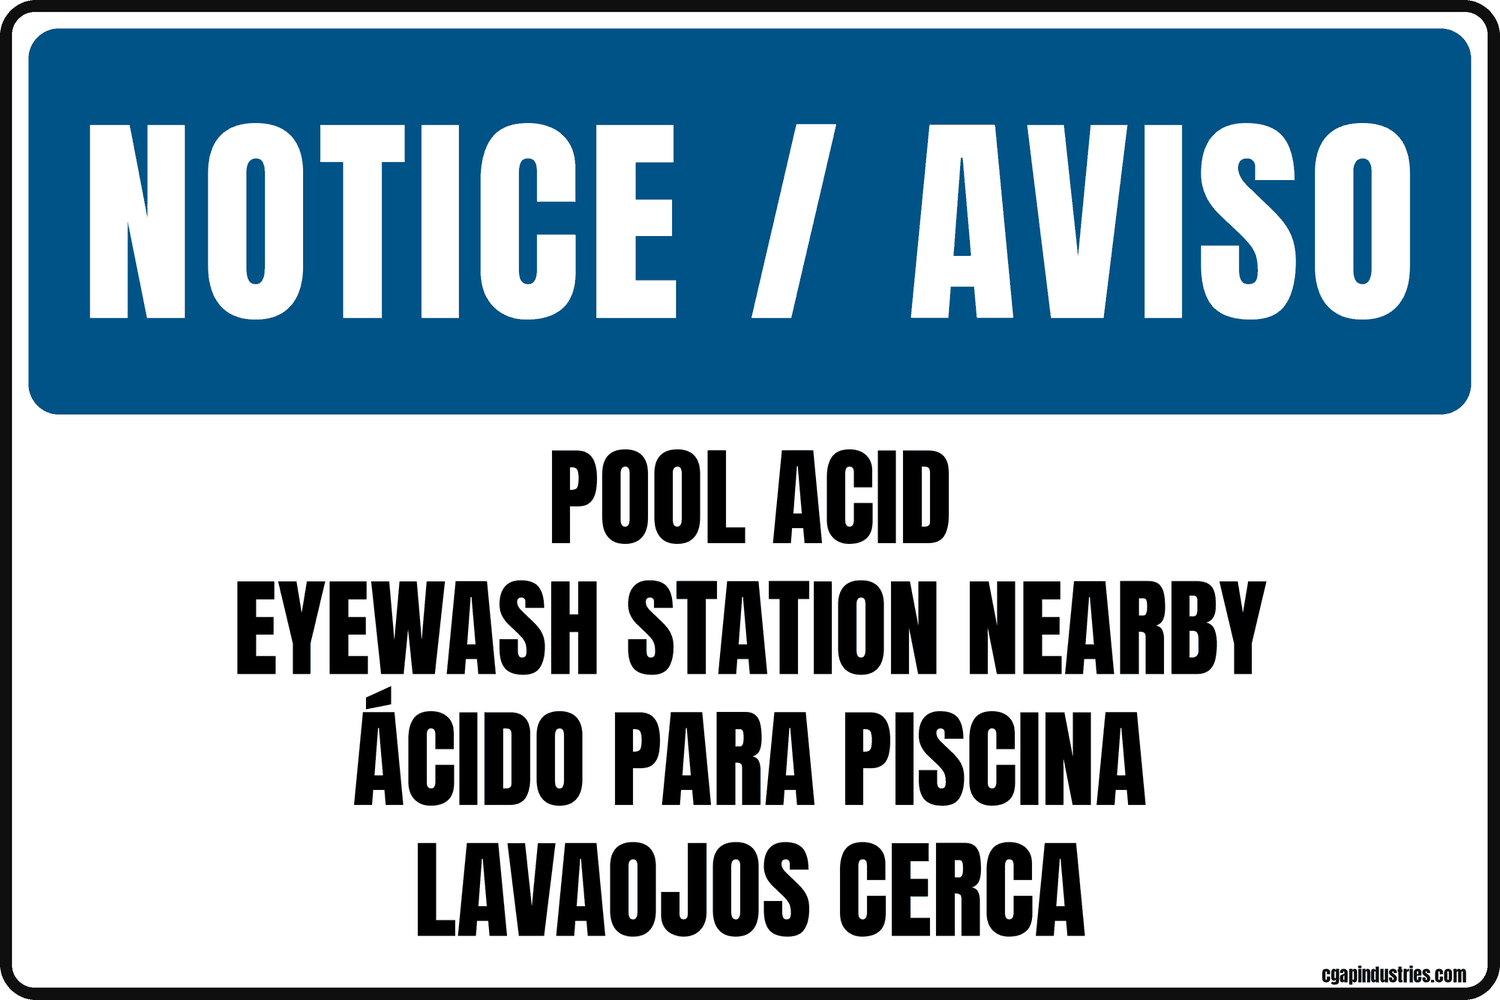 NOTICE / AVISO
POOL ACID
EYEWASH STATION NEARBY
ÁCIDO PARA PISCINA
LAVAOJOS CERCA
cgapindustries.com